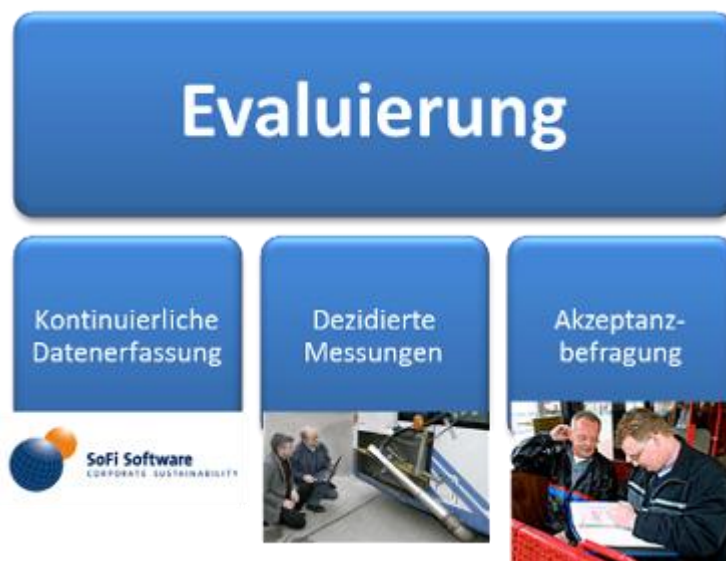 Evaluierung
Kontinuierliche
Datenerfassung
Dezidierte
Messungen
Akzeptanz-
befragung
SoFi Software
CORPORATE SUSTAINABILITY